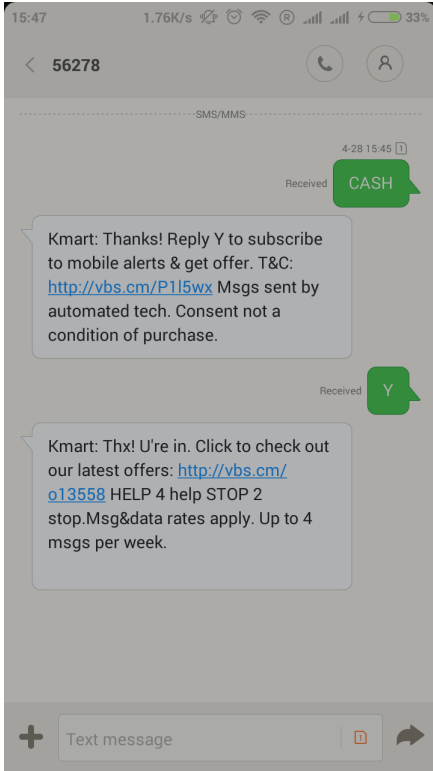 15:47 1.76K/s R 33%
56278
SMS/MMS
4-28 15:45 1
Received CASH
Kmart: Thanks! Reply Y to subscribe
to mobile alerts & get offer. T&C:
http://vbs.cm/P1l5wx Msgs sent by
automated tech. Consent not a
condition of purchase.
Received Y
Kmart: Thx! U're in. Click to check out
our latest offers: http://vbs.cm/
o13558 HELP 4 help STOP 2
stop.Msg&data rates apply. Up to 4
msgs per week.
Text message 1